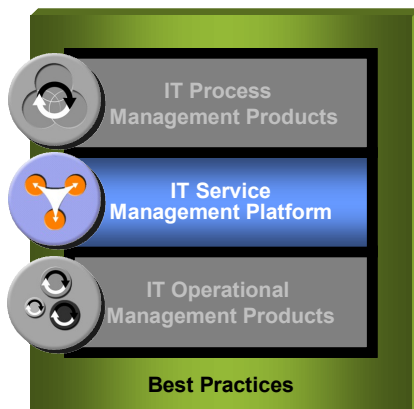 IT Process
Management Products
IT Service
Management Platform
IT Operational
Management Products
Best Practices